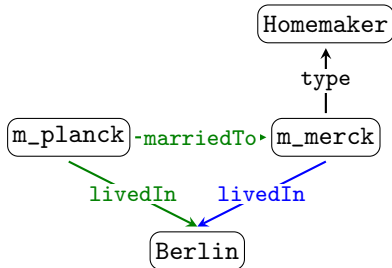 Homemaker
type
m_planck
marriedTo
m_merck
livedIn
livedIn
Berlin